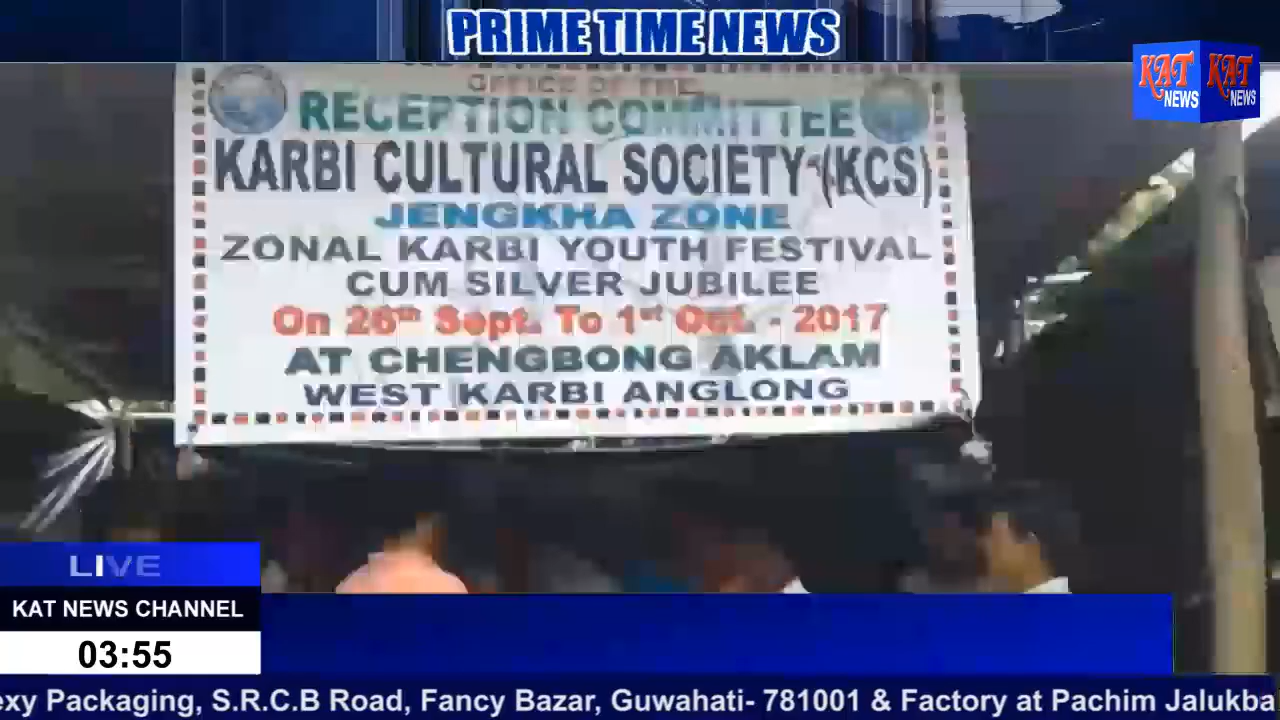 PRIME TIME NEWS
KAT
NEWS
KAT
NEWS
OFFICE OF THE
RECEPTION COMMITTEE
KARBI CULTURAL SOCIETY (KCS)
JENGKHA ZONE
ZONAL KARBI YOUTH FESTIVAL
CUM SILVER JUBILEE
On 26th Sept. To 1st Oct. - 2017
AT CHENGBONG AKLAM
WEST KARBI ANGLONG
LIVE
KAT NEWS CHANNEL
03:55
exy Packaging, S.R.C.B Road, Fancy Bazar, Guwahati- 781001 & Factory at Pachim Jalukba